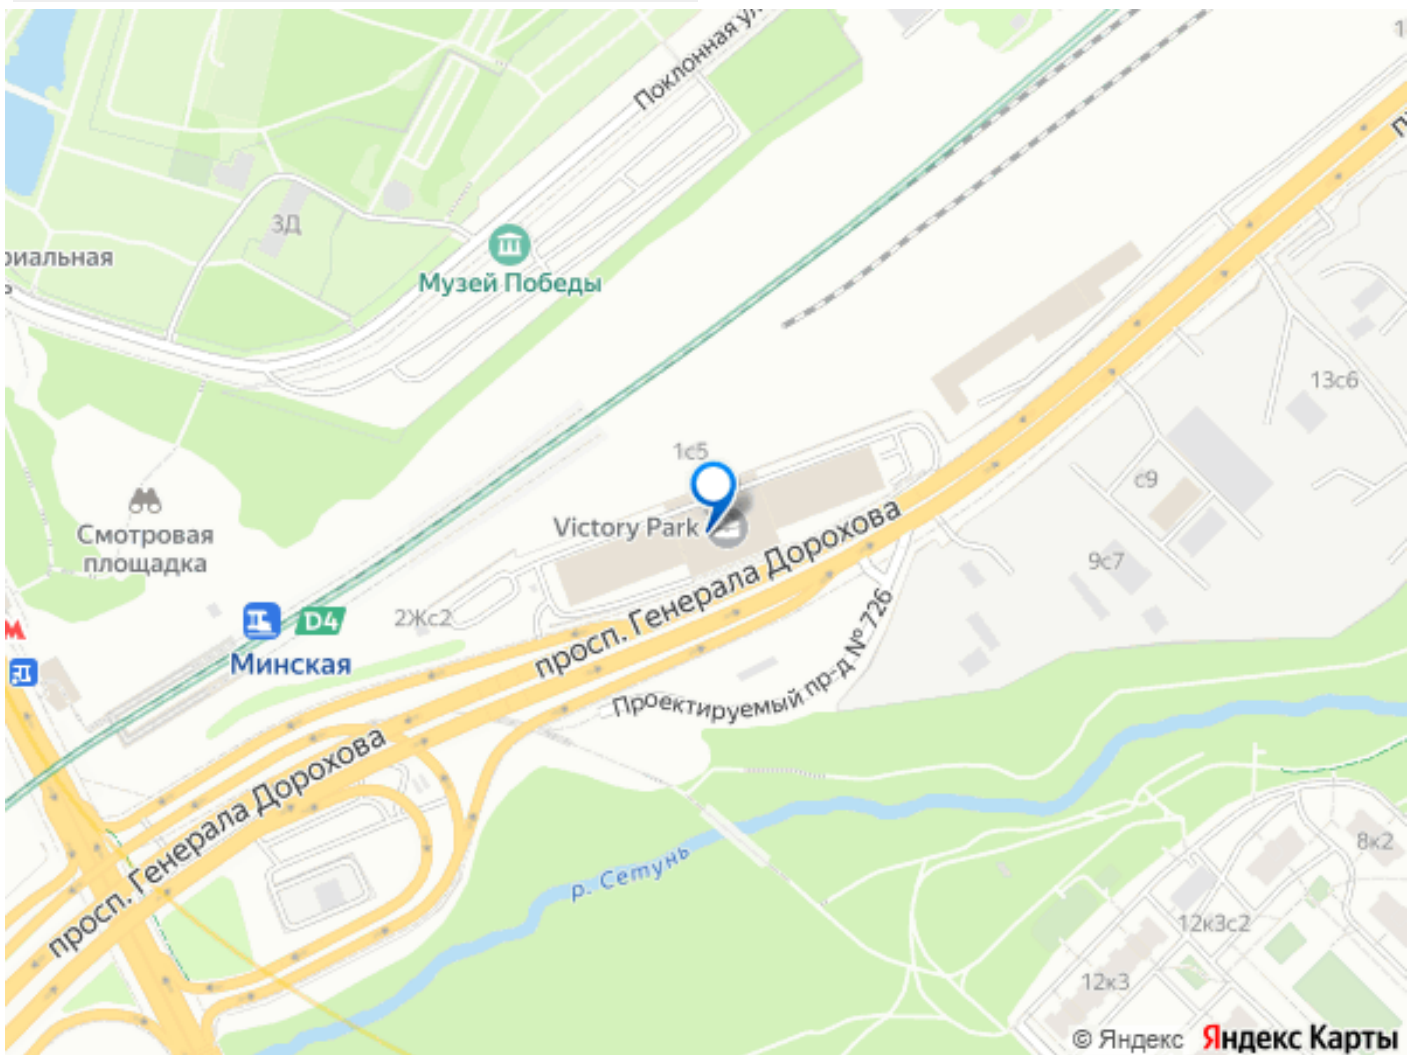 Поклонная ул.
3Д
Музей Победы
1с5
Victory Park
Смотровая
площадка
D4
Минская
2Жс2
просп. Генерала Дорохова
Проектируемый пр-д № 726
просп. Генерала Дорохова
р. Сетунь
13с6
с9
9с7
8к2
12к3с2
12к3
© Яндекс Яндекс Карты